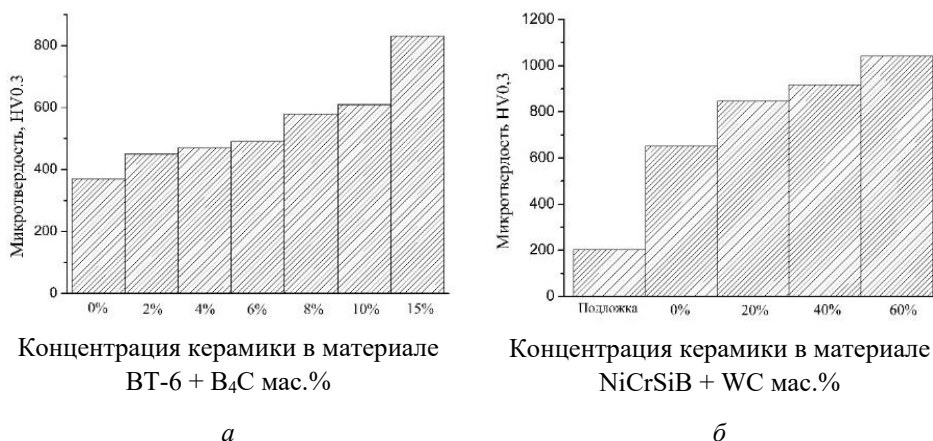 Микротвердость, HV0.3
800
600
400
200
0
0% 2% 4% 6% 8% 10% 15%
Концентрация керамики в материале
ВТ-6 + B₄C мас.%
а
Микротвердость HV0,3
1200
1000
800
600
400
200
0
Подложка 0% 20% 40% 60%
Концентрация керамики в материале
NiCrSiB + WC мас.%
б